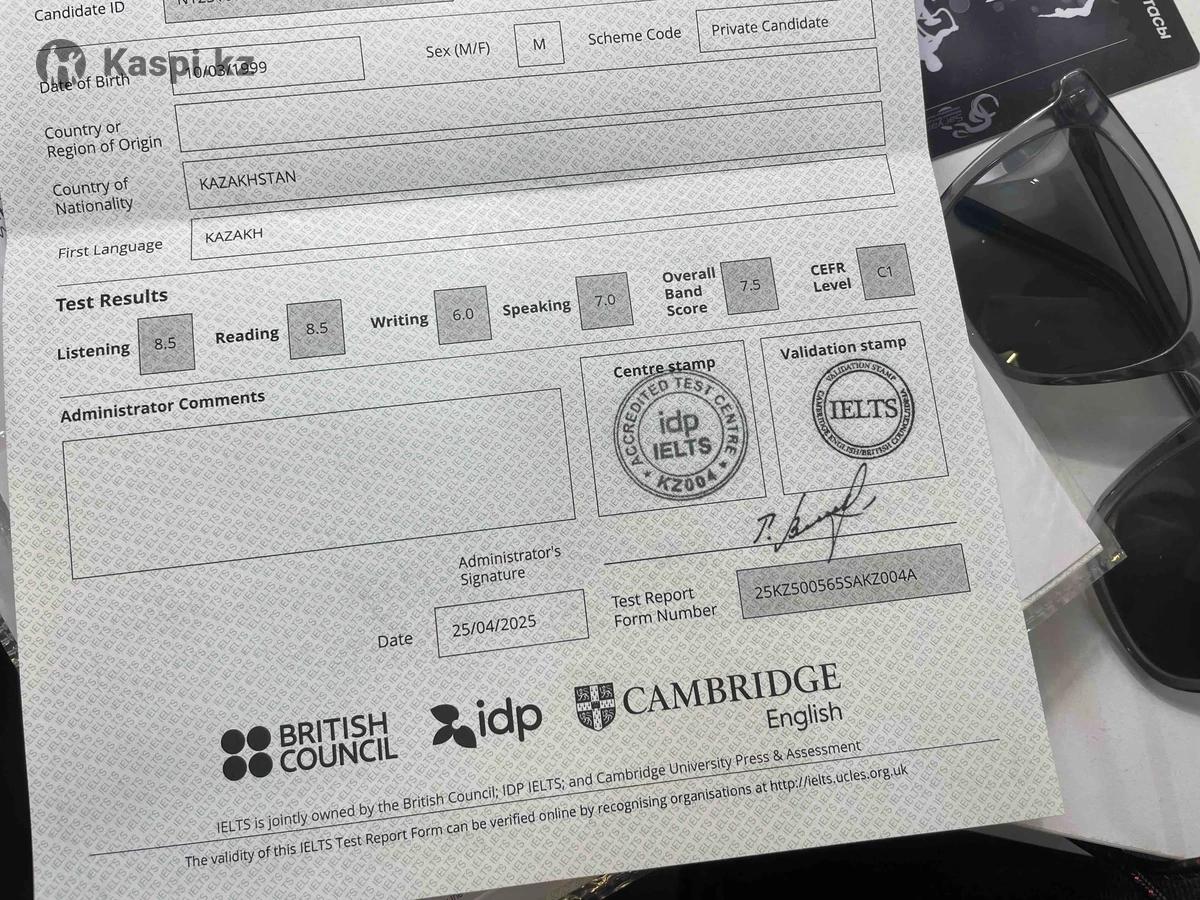 Candidate ID
Kaspi.kz
Date of Birth
10/03/1999
Sex (M/F)
M
Scheme Code
Private Candidate
Country or
Region of Origin
Country of
Nationality
KAZAKHSTAN
First Language
KAZAKH
Test Results
Listening
8.5
Reading
8.5
Writing
6.0
Speaking
7.0
Overall
Band
Score
7.5
CEFR
Level
C1
Administrator Comments
Centre stamp
ACCREDITED TEST CENTRE
idp
IELTS
KZ004
Validation stamp
VALIDATION STAMP
IELTS
CAMBRIDGE ENGLISH/BRITISH COUNCIL/
Administrator's
Signature
Date
25/04/2025
Test Report
Form Number
25KZ500565SSAKZ004A
BRITISH
COUNCIL
idp
CAMBRIDGE
English
IELTS is jointly owned by the British Council; IDP IELTS; and Cambridge University Press & Assessment
The validity of this IELTS Test Report Form can be verified online by recognising organisations at http://ielts.ucles.org.uk